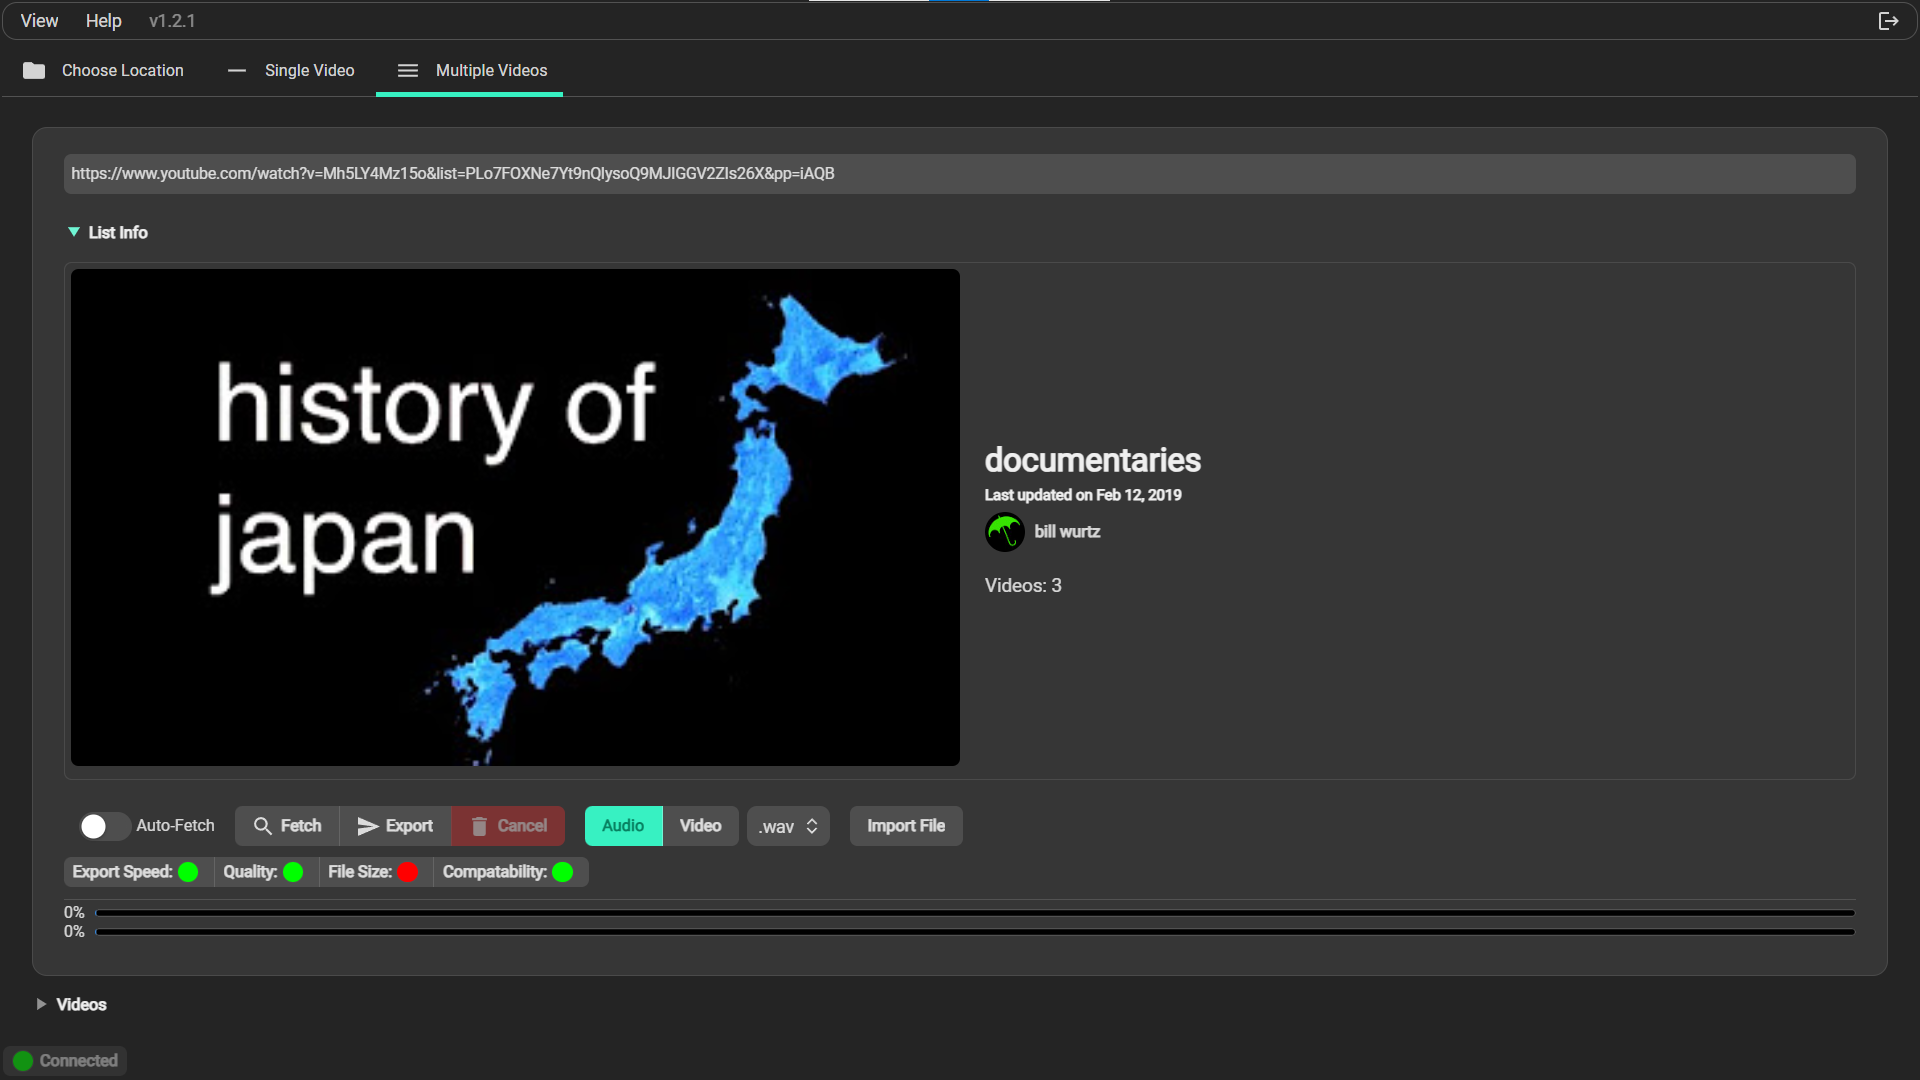 View Help v1.2.1
Choose Location Single Video Multiple Videos
https://www.youtube.com/watch?v=Mh5LY4Mz15o&list=PLo7FOXNe7Yt9nQlysoQ9MJIGGV2ZIs26X&pp=iAQB
List Info
history of
japan
documentaries
Last updated on Feb 12, 2019
bill wurtz
Videos: 3
Auto-Fetch Fetch Export Cancel Audio Video .wav Import File
Export Speed: Quality: File Size: Compatability:
0%
0%
Videos
Connected